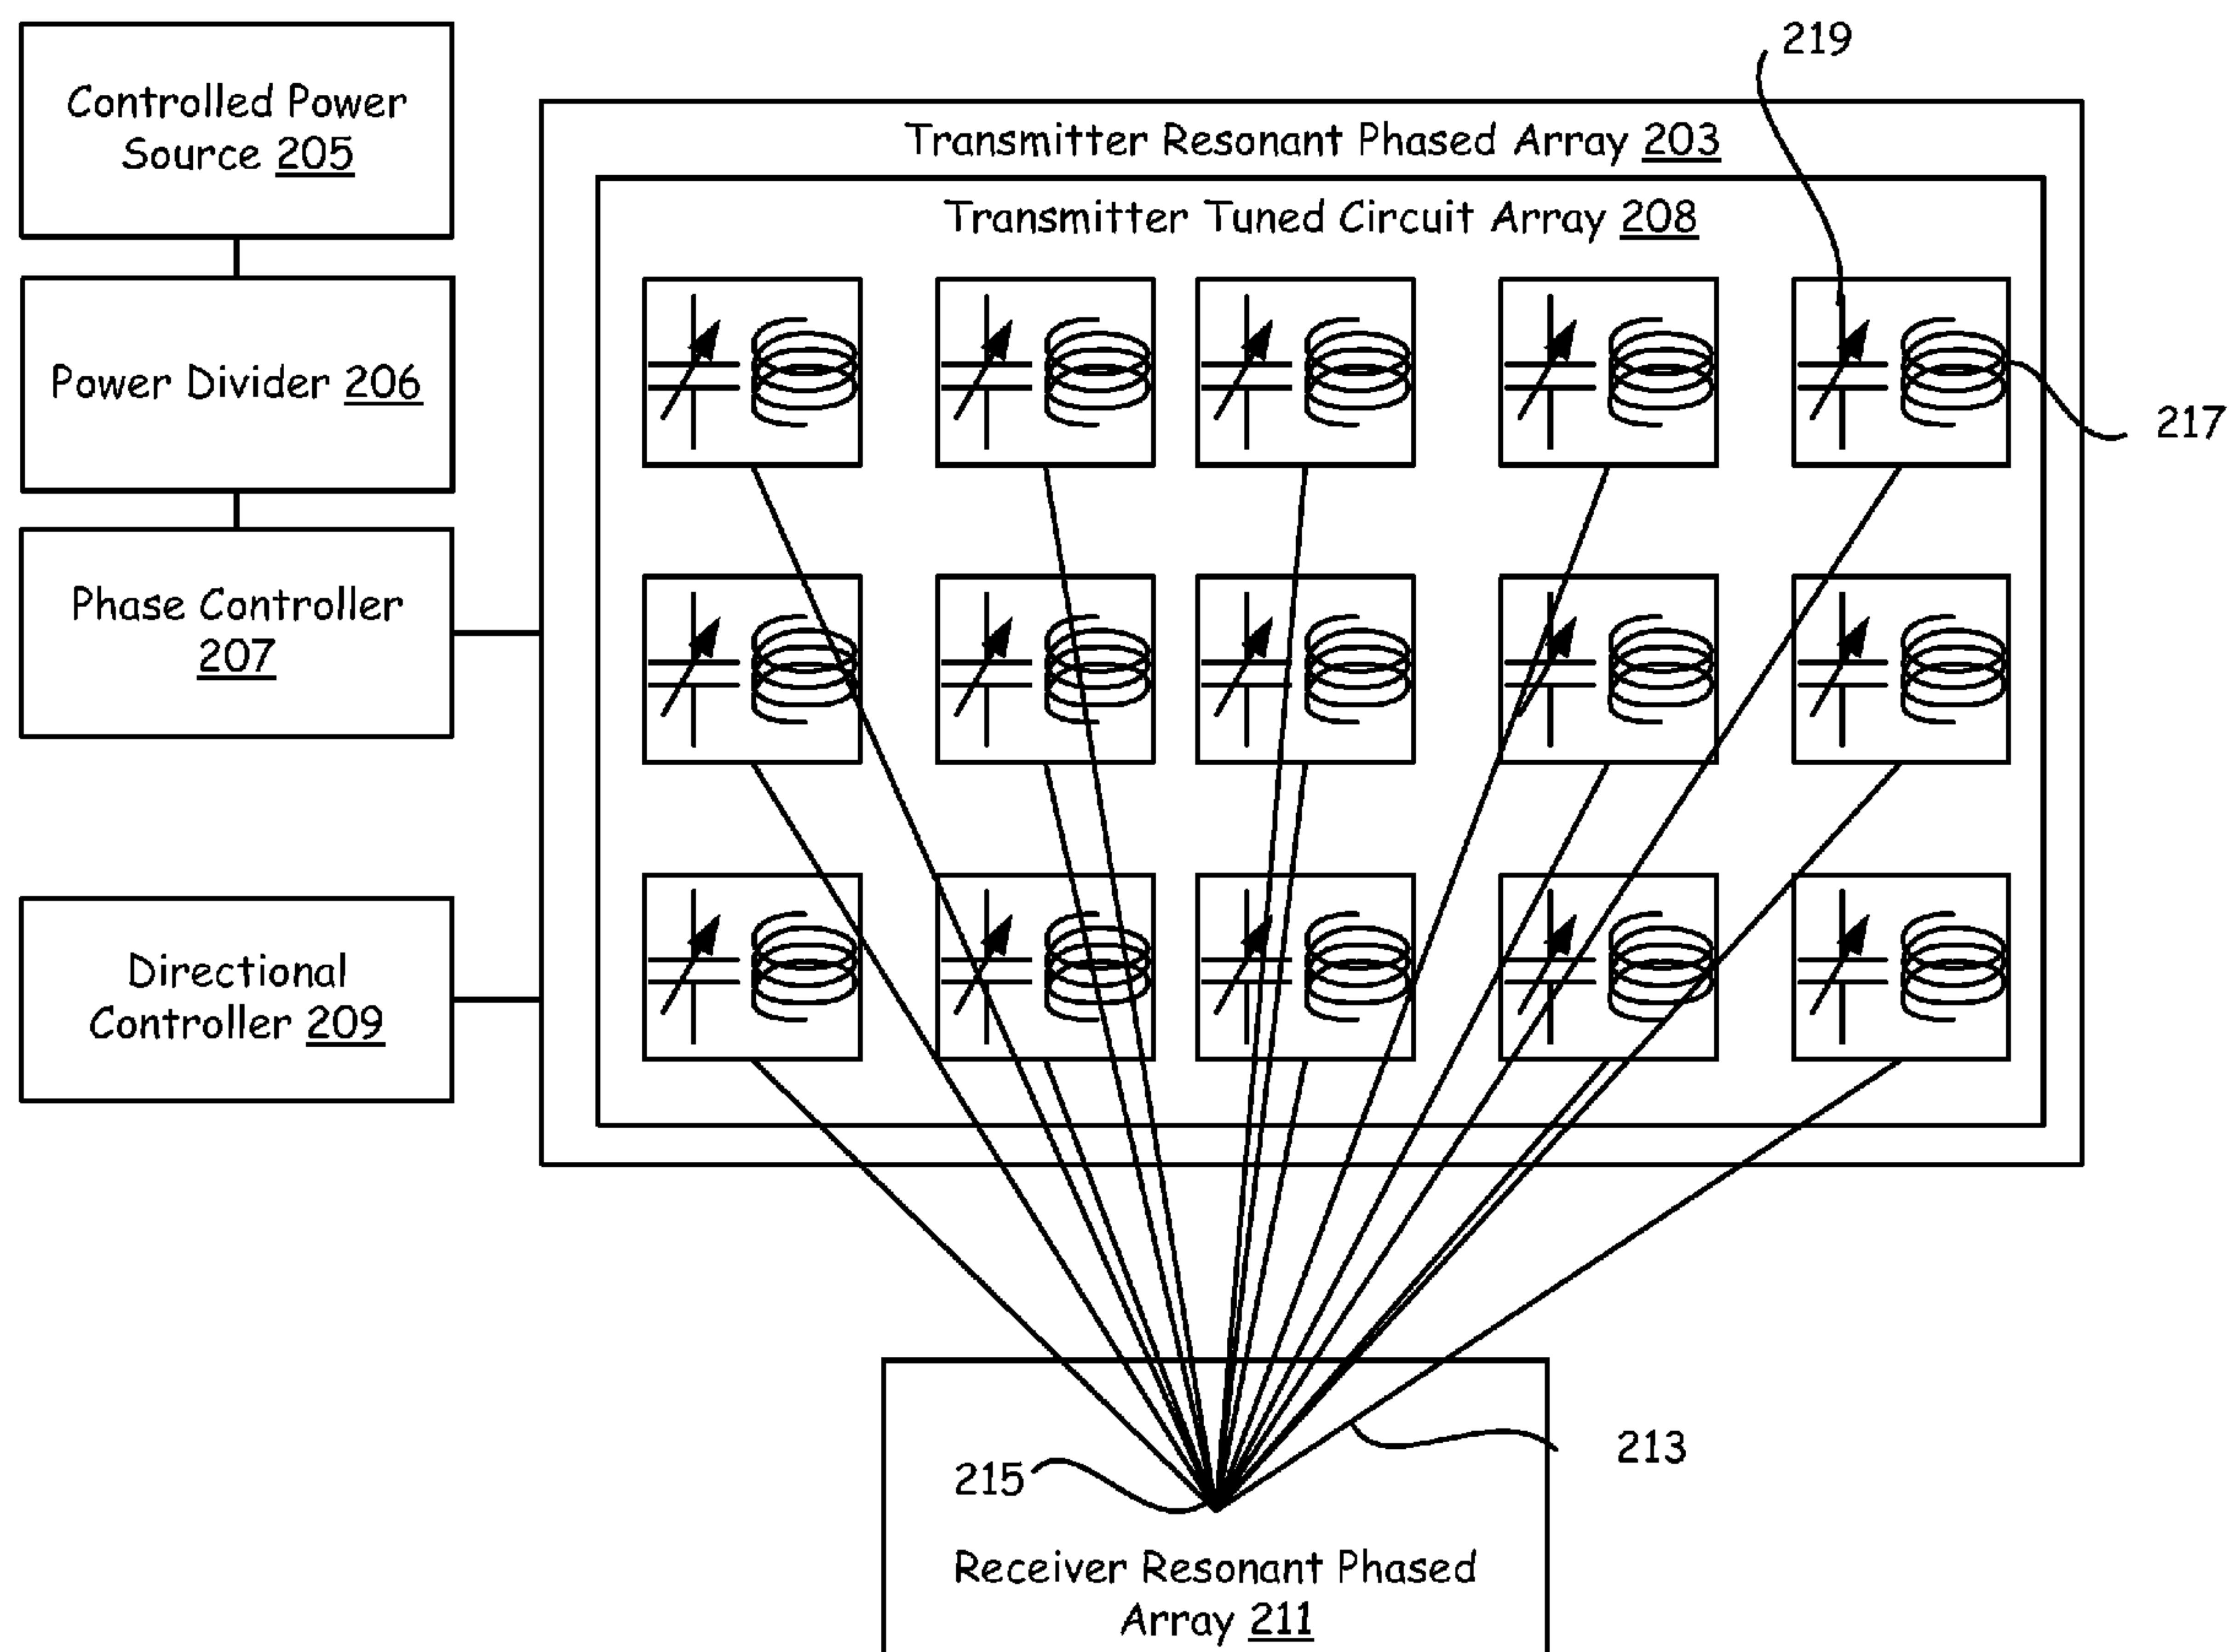 Controlled Power
Source 205
Power Divider 206
Phase Controller
207
Directional
Controller 209
219
Transmitter Resonant Phased Array 203
Transmitter Tuned Circuit Array 208
217
213
215
Receiver Resonant Phased
Array 211